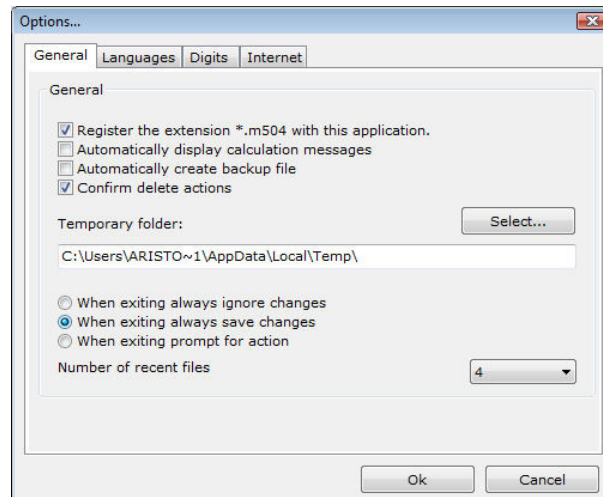 Options...
General Languages Digits Internet
General
Register the extension *.m504 with this application.
Automatically display calculation messages
Automatically create backup file
Confirm delete actions
Temporary folder:
Select...
C:\Users\ARISTO~1\AppData\Local\Temp\
When exiting always ignore changes
When exiting always save changes
When exiting prompt for action
Number of recent files
4
Ok Cancel